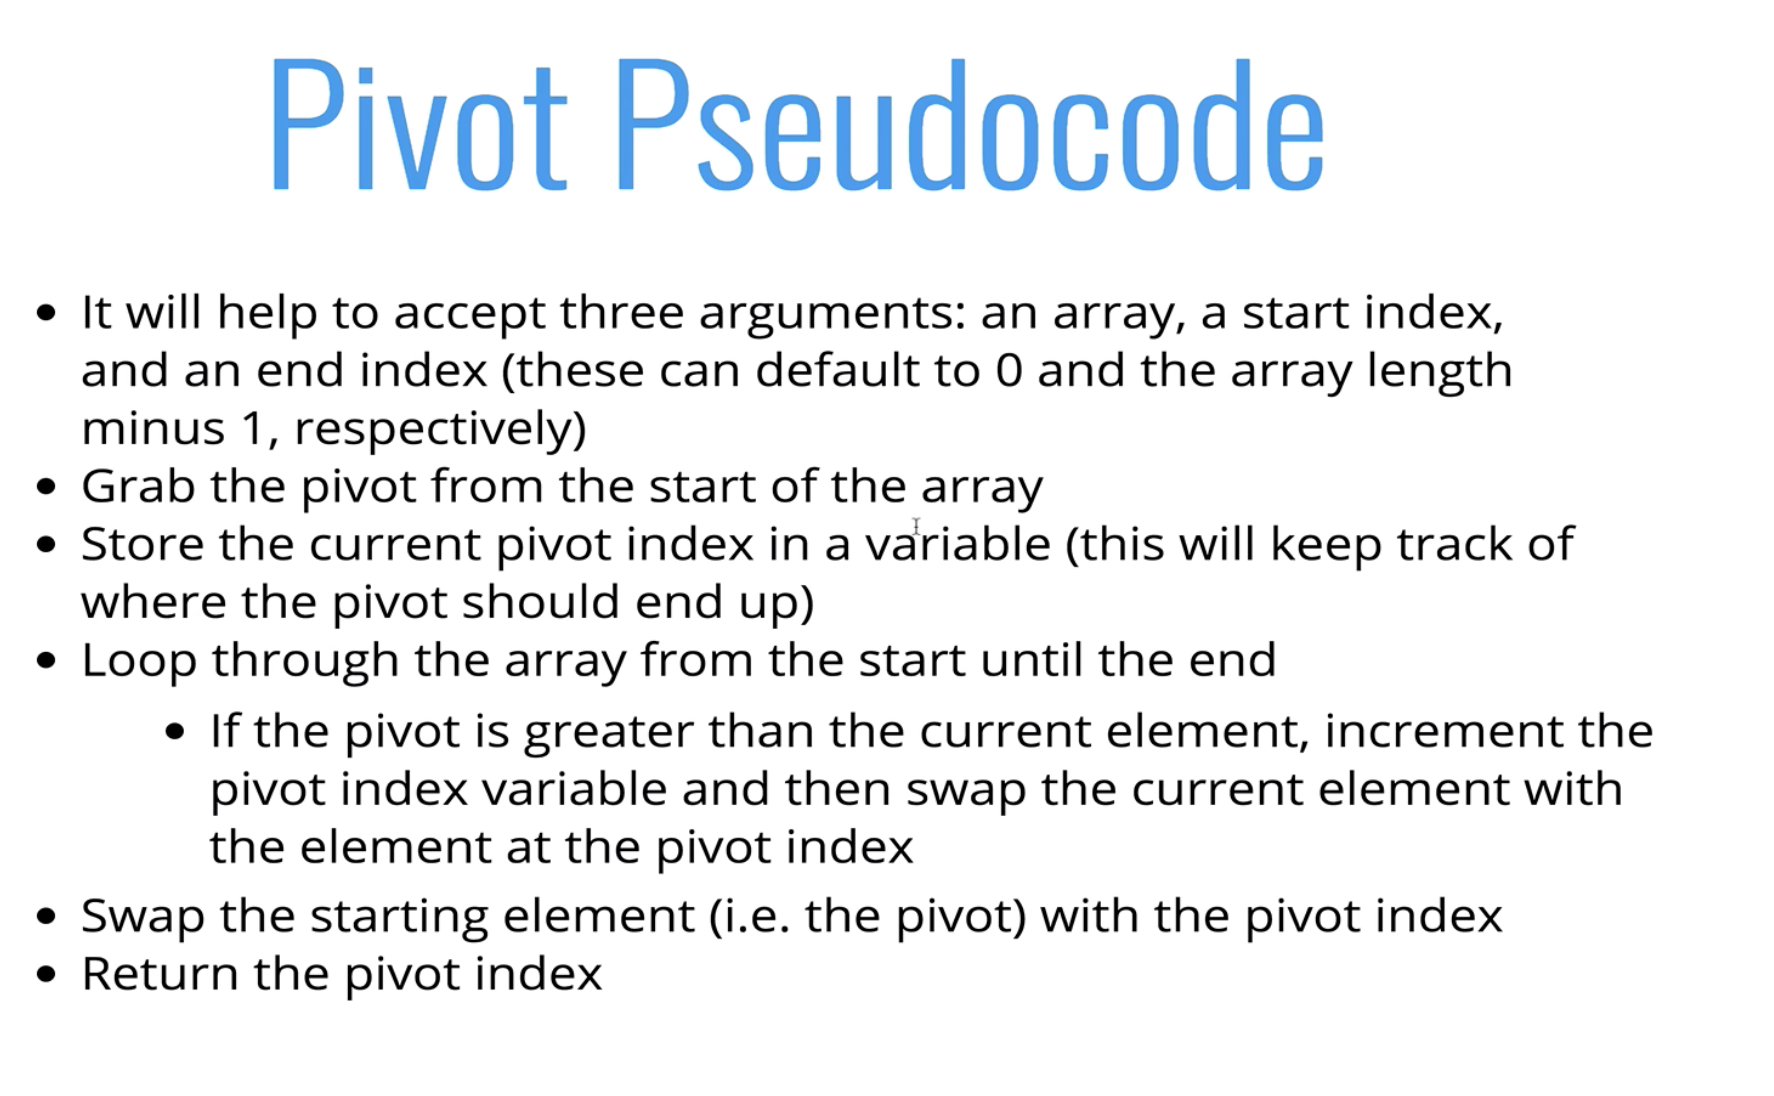 Pivot Pseudocode
• It will help to accept three arguments: an array, a start index,
and an end index (these can default to 0 and the array length
minus 1, respectively)
• Grab the pivot from the start of the array
• Store the current pivot index in a variable (this will keep track of
where the pivot should end up)
• Loop through the array from the start until the end
• If the pivot is greater than the current element, increment the
pivot index variable and then swap the current element with
the element at the pivot index
• Swap the starting element (i.e. the pivot) with the pivot index
• Return the pivot index